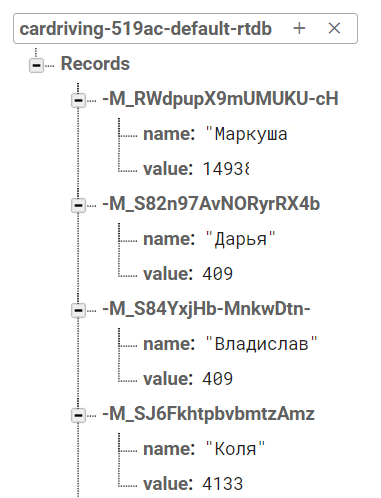 cardriving-519ac-default-rtdb
Records
-M_RWdpupX9mUMUKU-cH
name: "Маркуша
value: 14938
-M_S82n97AvNORyrRX4b
name: "Дарья"
value: 409
-M_S84YxjHb-MnkwDtn-
name: "Владислав"
value: 409
-M_SJ6FkhtpbvbmtzAmz
name: "Коля"
value: 4133